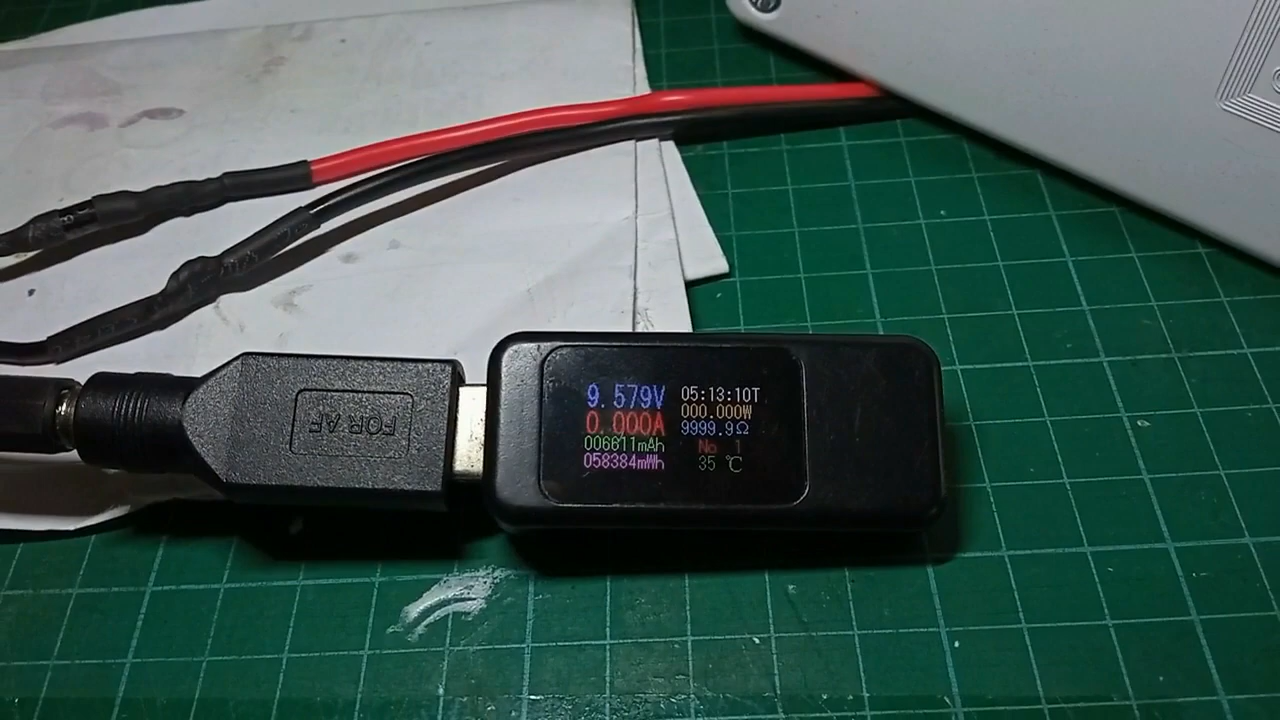 FOR AF
9.579V
0.000A
006611mAh
058384mWh
05:13:10T
000.000W
9999.9Ω
No 1
35 ℃